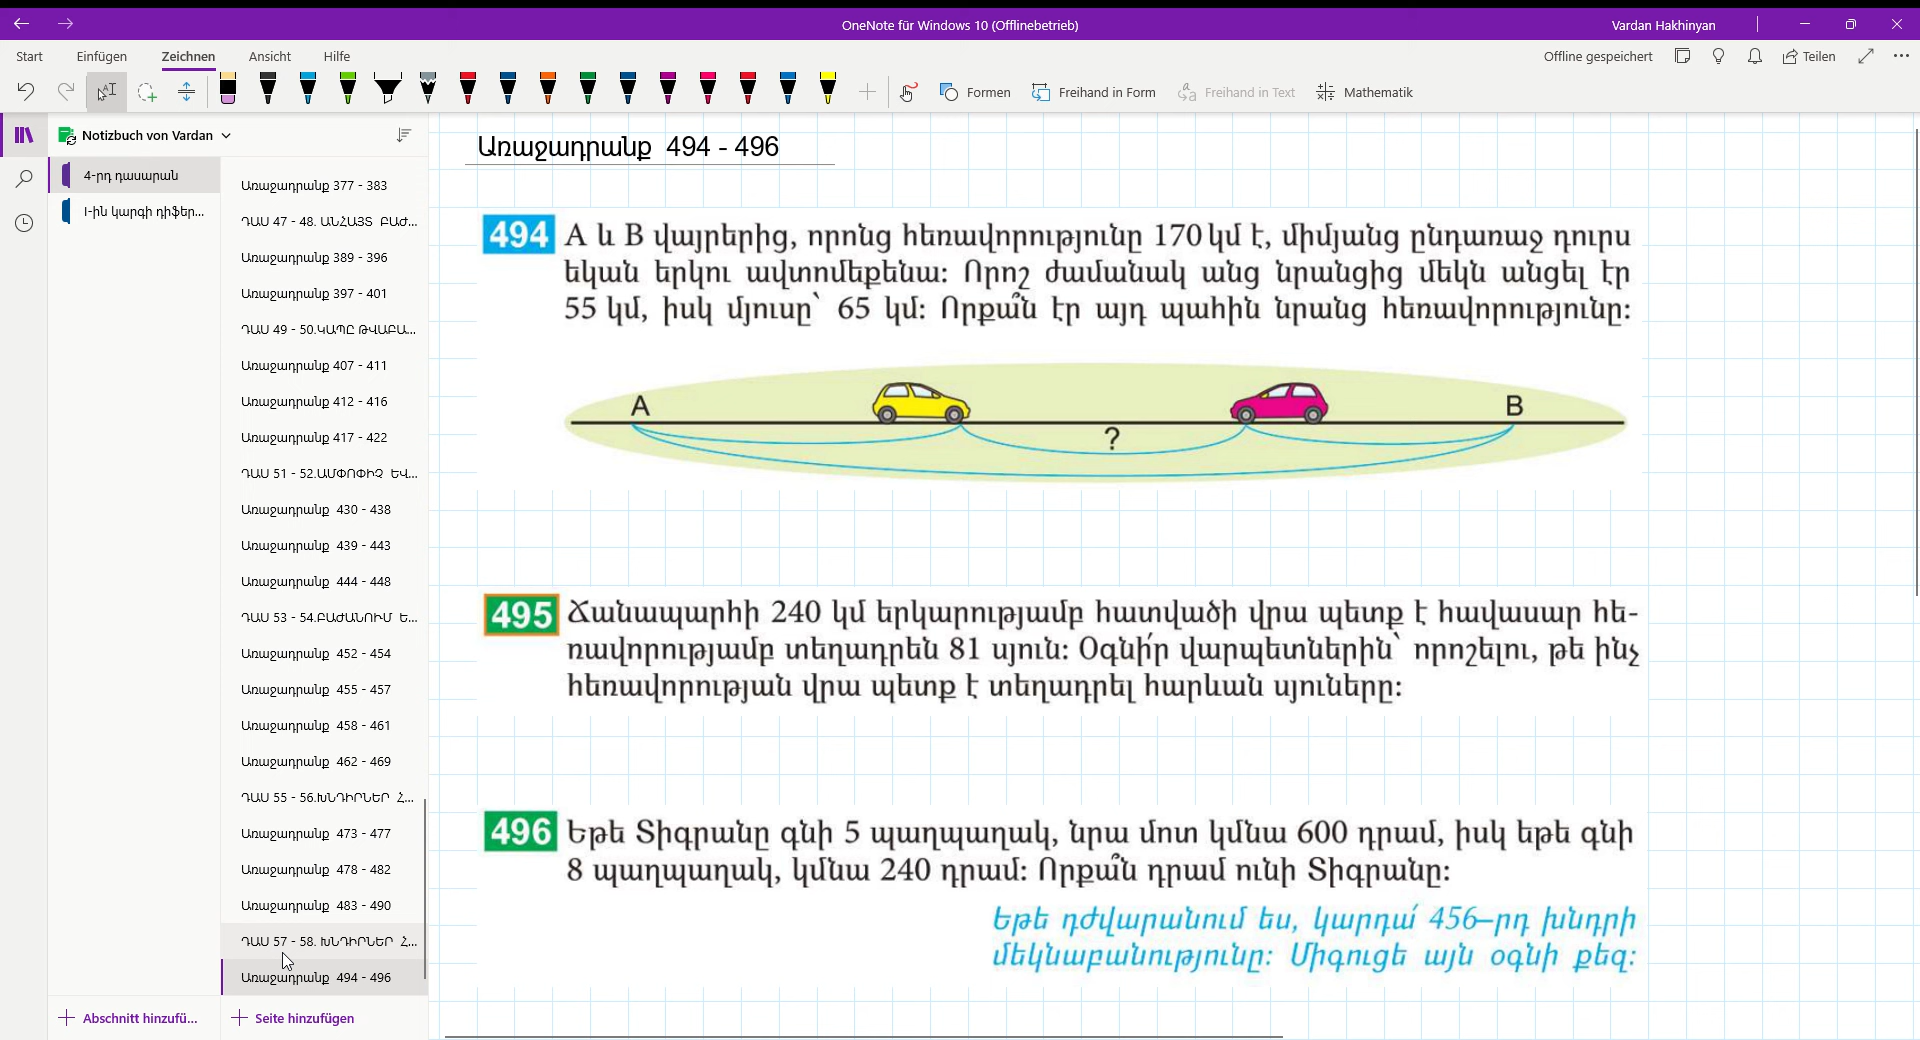 OneNote für Windows 10 (Offlinebetrieb)
Vardan Hakhinyan
Start Einfügen Zeichnen Ansicht Hilfe
Offline gespeichert Teilen
Formen Freihand in Form Freihand in Text Mathematik
Notizbuch von Vardan
4-րդ դասարան
I-ին կարգի դիֆեր...
Առաջադրանք 377 - 383
ԴԱՍ 47 - 48. ԱՆՀԱՅՏ ԲԱԺ...
Առաջադրանք 389 - 396
Առաջադրանք 397 - 401
ԴԱՍ 49 - 50.ԿԱՊԸ ԹՎԱԲԱ...
Առաջադրանք 407 - 411
Առաջադրանք 412 - 416
Առաջադրանք 417 - 422
ԴԱՍ 51 - 52.ԱՄՓՈՓԻՉ ԵՎ...
Առաջադրանք 430 - 438
Առաջադրանք 439 - 443
Առաջադրանք 444 - 448
ԴԱՍ 53 - 54.ԲԱԺԱՆՈՒՄ Ե...
Առաջադրանք 452 - 454
Առաջադրանք 455 - 457
Առաջադրանք 458 - 461
Առաջադրանք 462 - 469
ԴԱՍ 55 - 56.ԽՆԴԻՐՆԵՐ Հ...
Առաջադրանք 473 - 477
Առաջադրանք 478 - 482
Առաջադրանք 483 - 490
ԴԱՍ 57 - 58. ԽՆԴԻՐՆԵՐ Հ...
Առաջադրանք 494 - 496
Abschnitt hinzufü...
Seite hinzufügen
Առաջադրանք 494 - 496
494 A և B վայրերից, որոնց հեռավորությունը 170 կմ է, միմյանց ընդառաջ դուրս
եկան երկու ավտոմեքենա: Որոշ ժամանակ անց նրանցից մեկն անցել էր
55 կմ, իսկ մյուսը՝ 65 կմ: Որքա՞ն էր այդ պահին նրանց հեռավորությունը:
A B
?
495 Ճանապարհի 240 կմ երկարությամբ հատվածի վրա պետք է հավասար հե-
ռավորությամբ տեղադրեն 81 սյուն: Օգնի՛ր վարպետներին՝ որոշելու, թե ինչ
հեռավորության վրա պետք է տեղադրել հարևան սյուները:
496 Եթե Տիգրանը գնի 5 պաղպաղակ, նրա մոտ կմնա 600 դրամ, իսկ եթե գնի
8 պաղպաղակ, կմնա 240 դրամ: Որքա՞ն դրամ ունի Տիգրանը:
Եթե դժվարանում ես, կարդա՛ 456–րդ խնդրի
մեկնաբանությունը: Միգուցե այն օգնի քեզ: